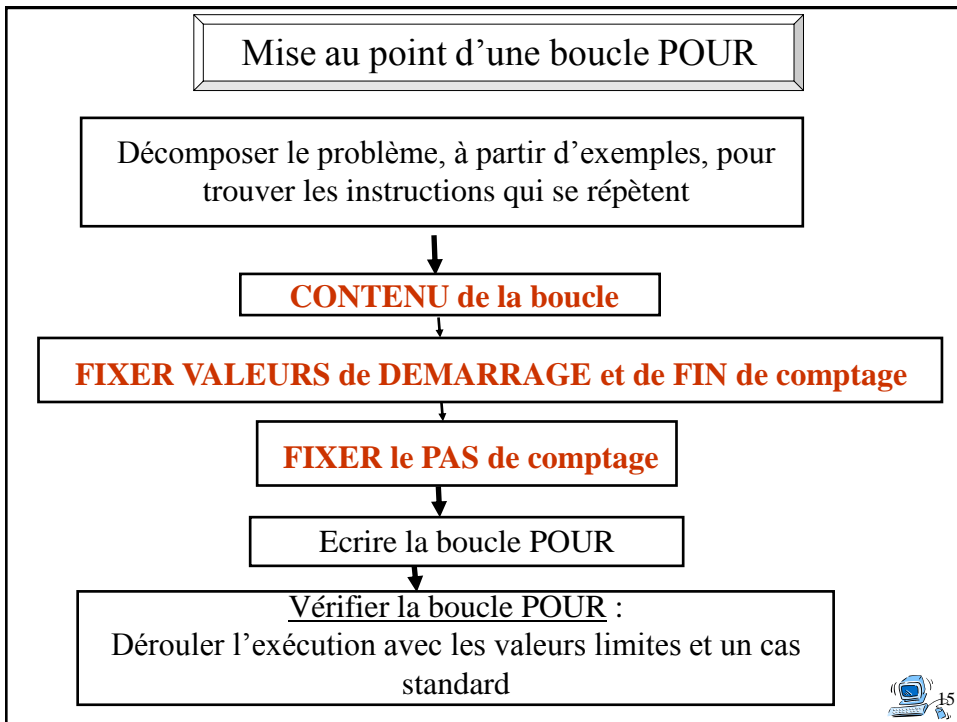 Mise au point d’une boucle POUR
Décomposer le problème, à partir d’exemples, pour
trouver les instructions qui se répètent
CONTENU de la boucle
FIXER VALEURS de DEMARRAGE et de FIN de comptage
FIXER le PAS de comptage
Ecrire la boucle POUR
Vérifier la boucle POUR :
Dérouler l’exécution avec les valeurs limites et un cas
standard
15